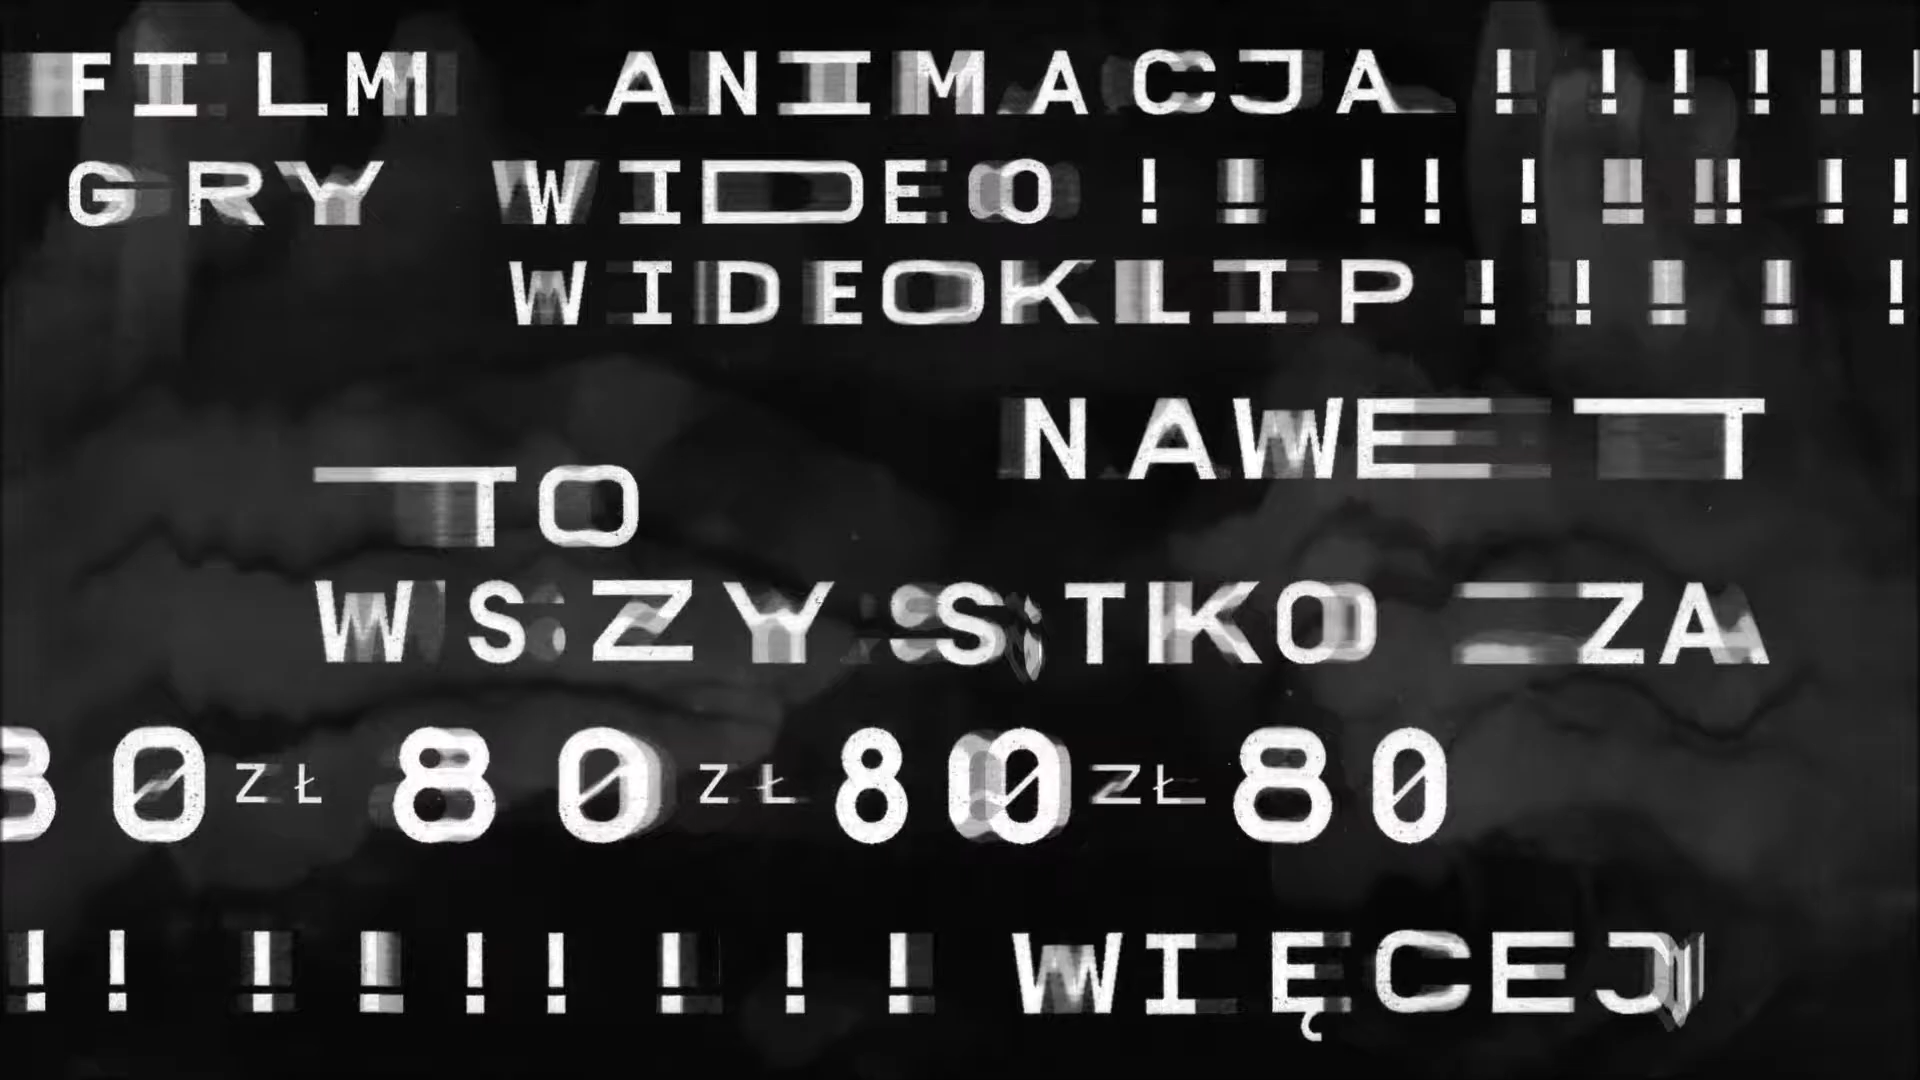 FILM ANIMACJA ! ! ! ! ! !
GRY WIDEO ! ! ! ! ! ! ! ! !
WIDEOKLIP ! ! ! ! !
NAWET
TO
WSZYSTKO ZA
80 ZŁ 80 ZŁ 80 ZŁ 80
! ! ! ! ! ! ! ! ! WIĘCEJ